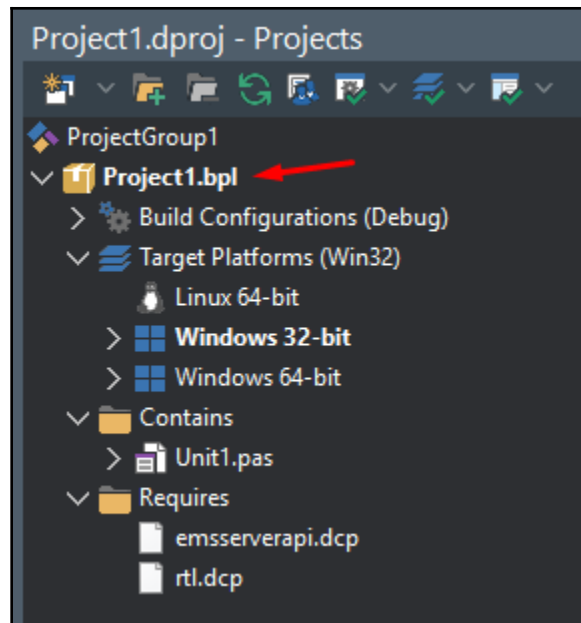 Project1.dproj - Projects
ProjectGroup1
Project1.bpl
Build Configurations (Debug)
Target Platforms (Win32)
Linux 64-bit
Windows 32-bit
Windows 64-bit
Contains
Unit1.pas
Requires
emsserverapi.dcp
rtl.dcp